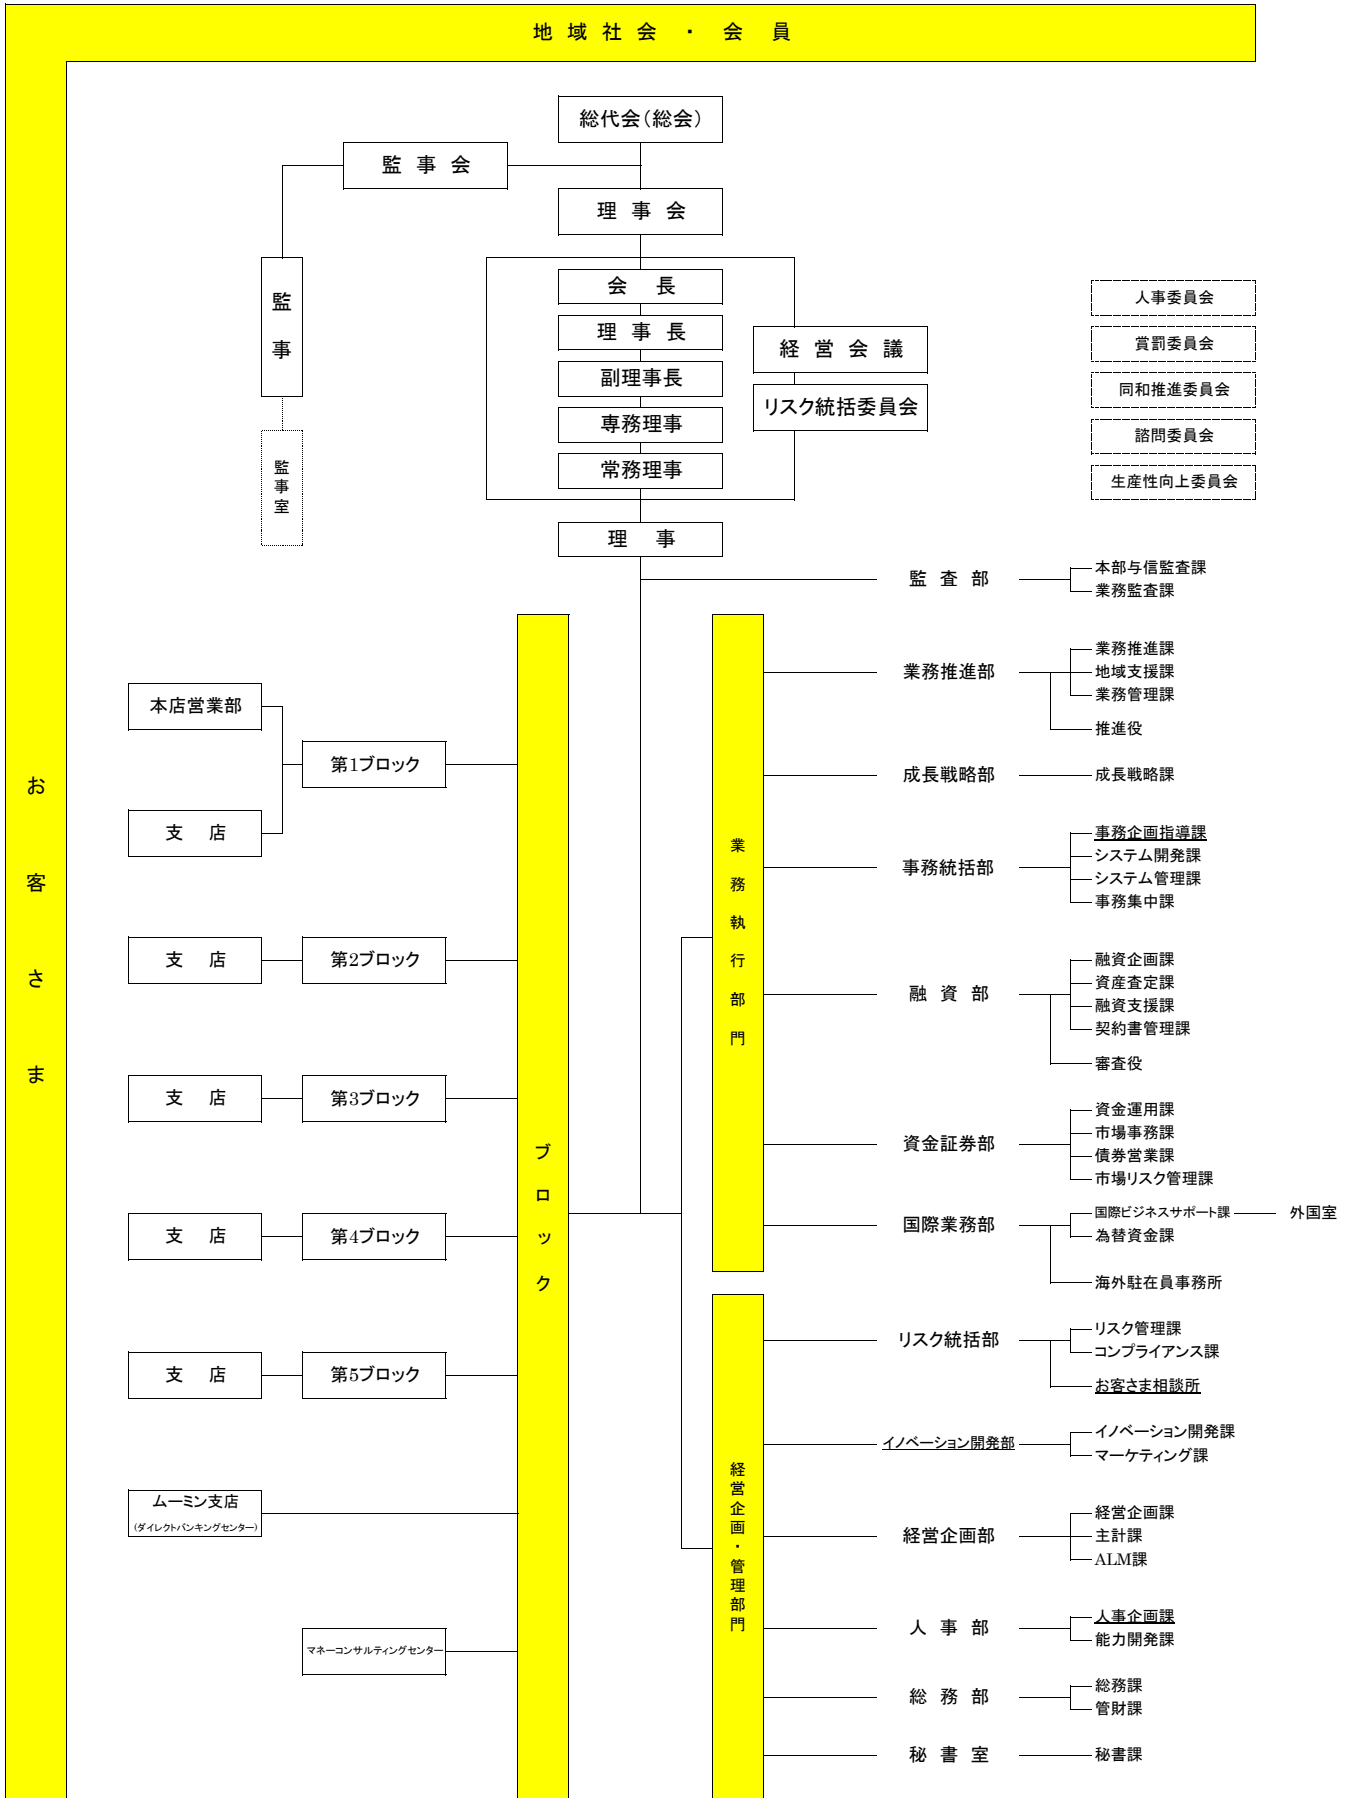 地域社会・会員
総代会（総会）
監事会
理事会
会長
監事
人事委員会
理事長
賞罰委員会
経営会議
副理事長
同和推進委員会
リスク統括委員会
専務理事
諮問委員会
常務理事
監事室
生産性向上委員会
理事
監査部
本部与信監査課
業務監査課
業務執行部門
業務推進部
業務推進課
地域支援課
業務管理課
推進役
成長戦略部
成長戦略課
事務統括部
事務企画指導課
システム開発課
システム管理課
事務集中課
融資部
融資企画課
資産査定課
融資支援課
契約書管理課
審査役
資金証券部
資金運用課
市場事務課
債券営業課
市場リスク管理課
国際業務部
国際ビジネスサポート課
外国室
為替資金課
海外駐在員事務所
経営企画・管理部門
リスク統括部
リスク管理課
コンプライアンス課
お客さま相談所
イノベーション開発部
イノベーション開発課
マーケティング課
経営企画部
経営企画課
主計課
ALM課
人事部
人事企画課
能力開発課
総務部
総務課
管財課
秘書室
秘書課
ブロック
本店営業部
第1ブロック
支店
支店
第2ブロック
支店
第3ブロック
支店
第4ブロック
支店
第5ブロック
ムーミン支店
(ダイレクトバンキングセンター)
マネーコンサルティングセンター
お客さま